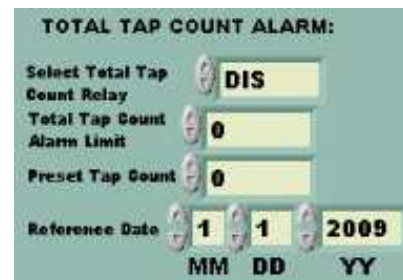 TOTAL TAP COUNT ALARM:
Select Total Tap
Count Relay
DIS
Total Tap Count
Alarm Limit
0
Preset Tap Count
0
Reference Date
1
1
2009
MM DD YY